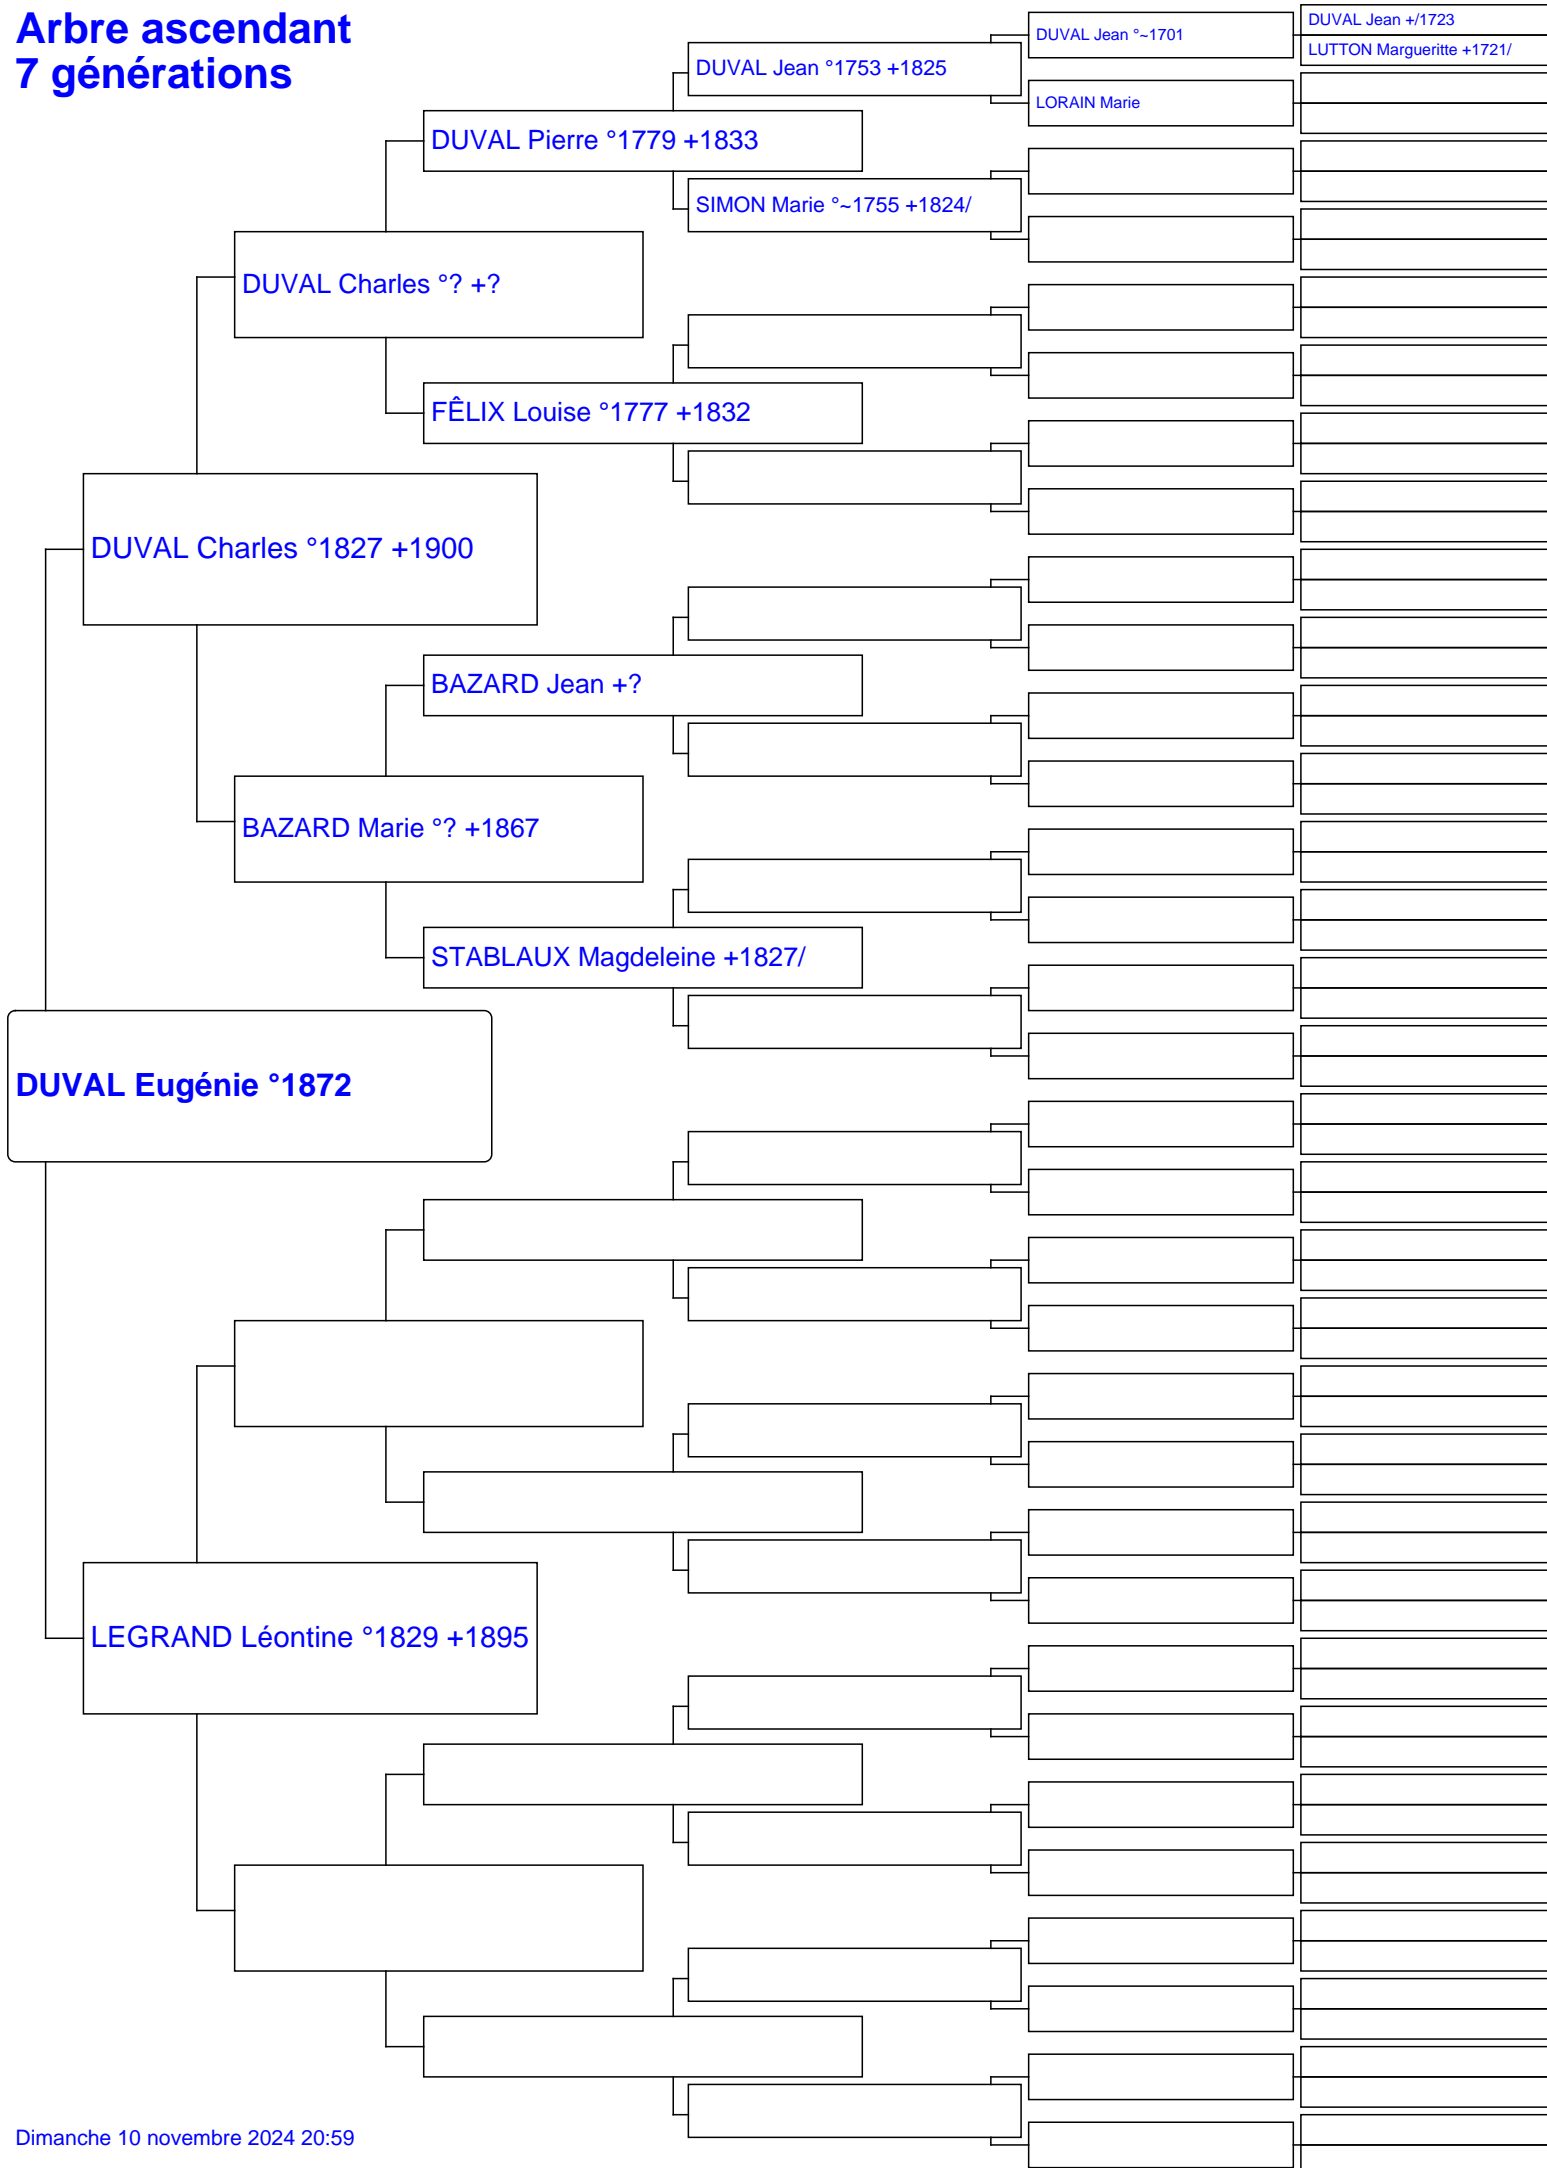 Arbre ascendant
7 générations
DUVAL Jean +/1723
DUVAL Jean °~1701
LUTTON Margueritte +1721/
DUVAL Jean °1753 +1825
LORAIN Marie
DUVAL Pierre °1779 +1833
SIMON Marie °~1755 +1824/
DUVAL Charles °? +?
FÊLIX Louise °1777 +1832
DUVAL Charles °1827 +1900
BAZARD Jean +?
BAZARD Marie °? +1867
STABLAUX Magdeleine +1827/
DUVAL Eugénie °1872
LEGRAND Léontine °1829 +1895
Dimanche 10 novembre 2024 20:59